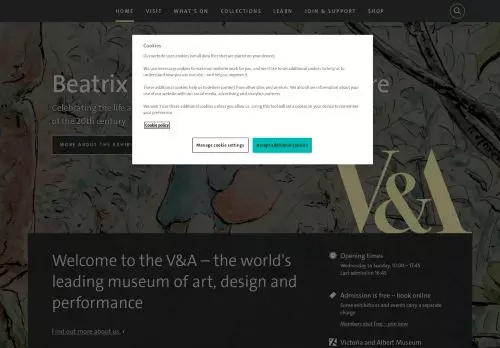 HOME VISIT WHAT'S ON COLLECTIONS LEARN JOIN & SUPPORT SHOP
Cookies
Our website uses cookies (small data files that are placed on your device).
We use necessary cookies to make our website work for you, and we'd like to set additional cookies to help us to
understand how you use our site – and help us improve it.
These additional cookies help us to deliver content from other sites and services. We also share information about your
use of our website with our social media, advertising and analytics partners.
We won't use these additional cookies unless you allow us. Using this tool will set a cookie on your device to remember
your preference.
Cookie policy
Manage cookie settings Accept additional cookies
Beatrix
re
Celebrating the life a
of the 20th century
MORE ABOUT THE EXHIBI
V&A
Welcome to the V&A – the world's
leading museum of art, design and
performance
Find out more about us ›
Opening times
Wednesday to Sunday, 10.00 – 17.45
Last admission 16.45
Admission is free – book online
Some exhibitions and events carry a separate
charge
Members visit free – join now
Victoria and Albert Museum